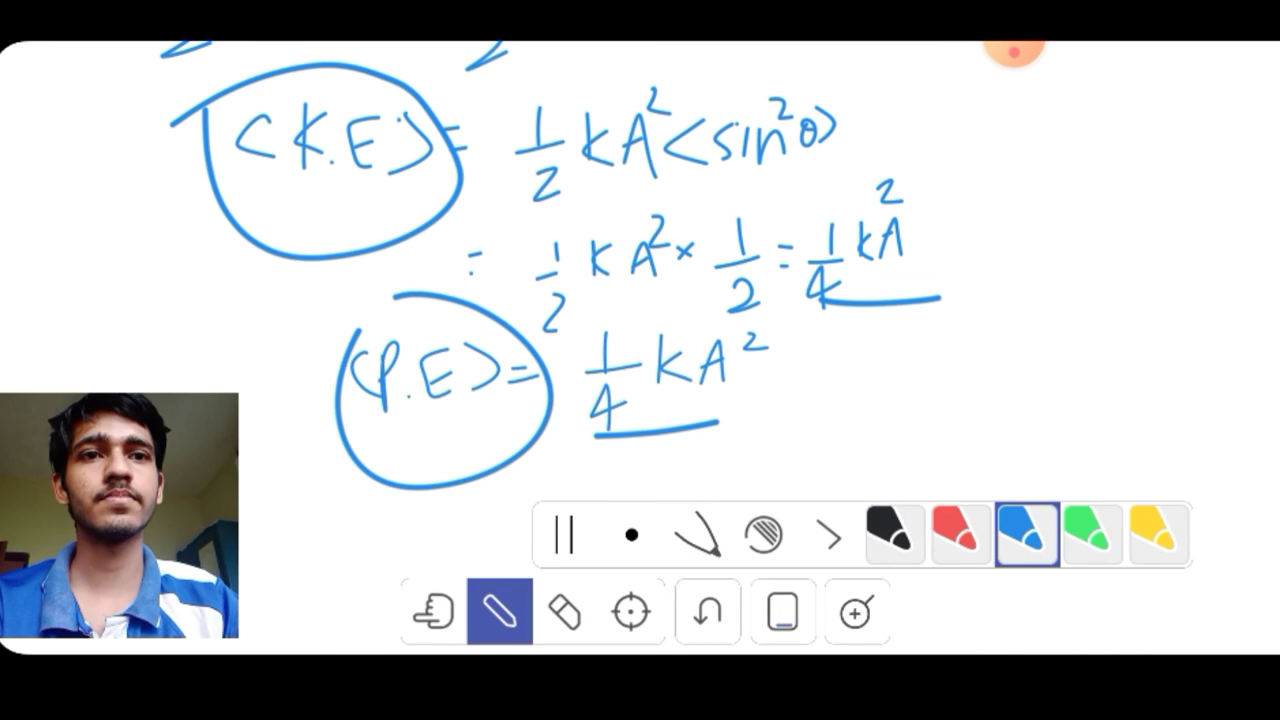 <K.E> = 1/2 KA² <sin²θ>
= 1/2 KA² × 1/2 = 1/4 KA²
<P.E> = 1/4 KA²